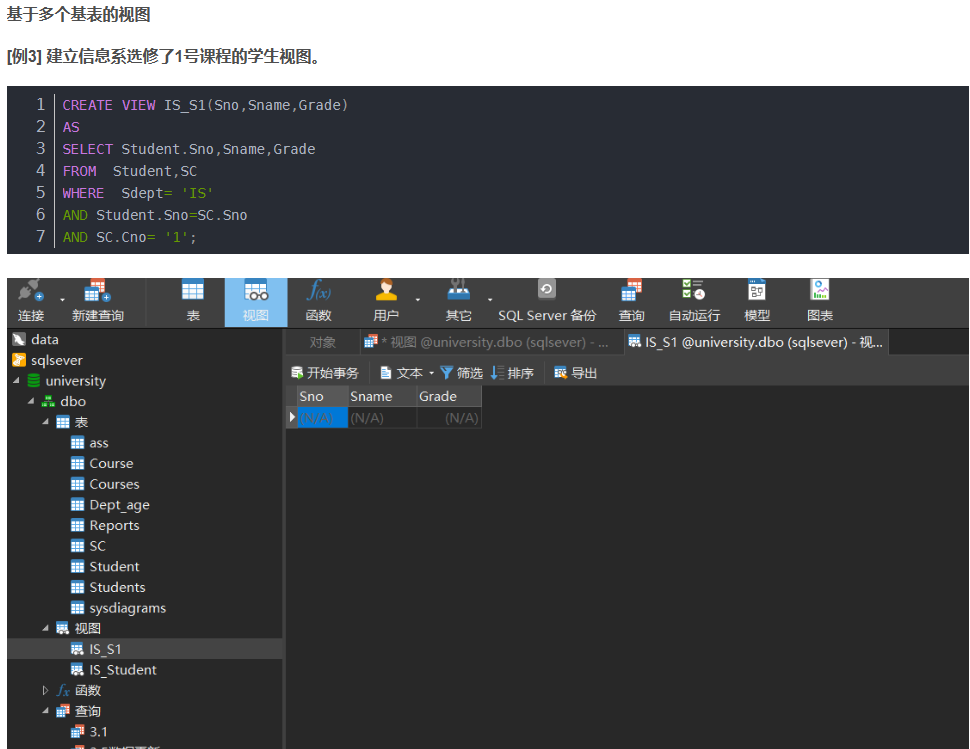 基于多个基表的视图
[例3] 建立信息系选修了1号课程的学生视图。
1 CREATE VIEW IS_S1(Sno,Sname,Grade)
2 AS
3 SELECT Student.Sno,Sname,Grade
4 FROM  Student,SC
5 WHERE  Sdept= 'IS'
6 AND Student.Sno=SC.Sno
7 AND SC.Cno= '1';
连接 新建查询 表 视图 f(x) 函数 用户 其它 SQL Server 备份 查询 自动运行 模型 图表
data
sqlsever
university
dbo
表
ass
Course
Courses
Dept_age
Reports
SC
Student
Students
sysdiagrams
视图
IS_S1
IS_Student
fx 函数
查询
3.1
对象 * 视图 @university.dbo (sqlsever) - ... IS_S1 @university.dbo (sqlsever) - 视...
开始事务 文本 筛选 排序 导出
Sno Sname Grade
(N/A) (N/A) (N/A)